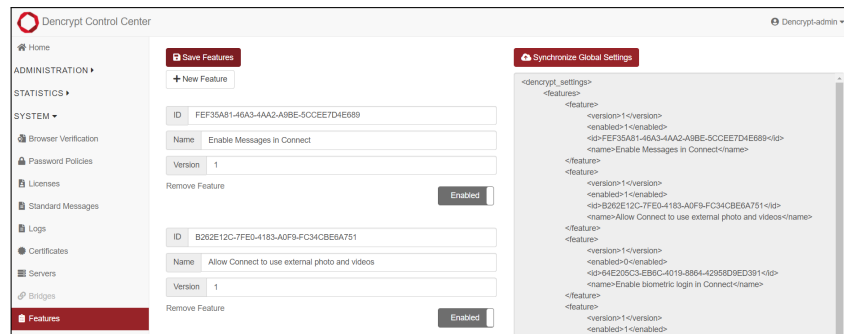 Dencrypt Control Center
Dencrypt-admin
Home
ADMINISTRATION
STATISTICS
SYSTEM
Browser Verification
Password Policies
Licenses
Standard Messages
Logs
Certificates
Servers
Bridges
Features
Save Features
+ New Feature
ID FEF35A81-46A3-4AA2-A9BE-5CCEE7D4E689
Name Enable Messages in Connect
Version 1
Remove Feature
Enabled
ID B262E12C-7FE0-4183-A0F9-FC34CBE6A751
Name Allow Connect to use external photo and videos
Version 1
Remove Feature
Enabled
Synchronize Global Settings
<dencrypt_settings>
<features>
<feature>
<version>1</version>
<enabled>1</enabled>
<id>FEF35A81-46A3-4AA2-A9BE-5CCEE7D4E689</id>
<name>Enable Messages in Connect</name>
</feature>
<feature>
<version>1</version>
<enabled>1</enabled>
<id>B262E12C-7FE0-4183-A0F9-FC34CBE6A751</id>
<name>Allow Connect to use external photo and videos</name>
</feature>
<feature>
<version>1</version>
<enabled>0</enabled>
<id>64E205C3-EB6C-4019-8864-42958D9ED391</id>
<name>Enable biometric login in Connect</name>
</feature>
<feature>
<version>1</version>
<enabled>1</enabled>